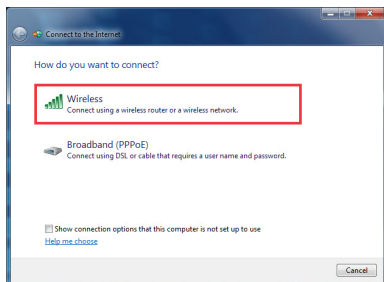 Connect to the Internet
How do you want to connect?
Wireless
Connect using a wireless router or a wireless network.
Broadband (PPPoE)
Connect using DSL or cable that requires a user name and password.
Show connection options that this computer is not set up to use
Help me choose
Cancel